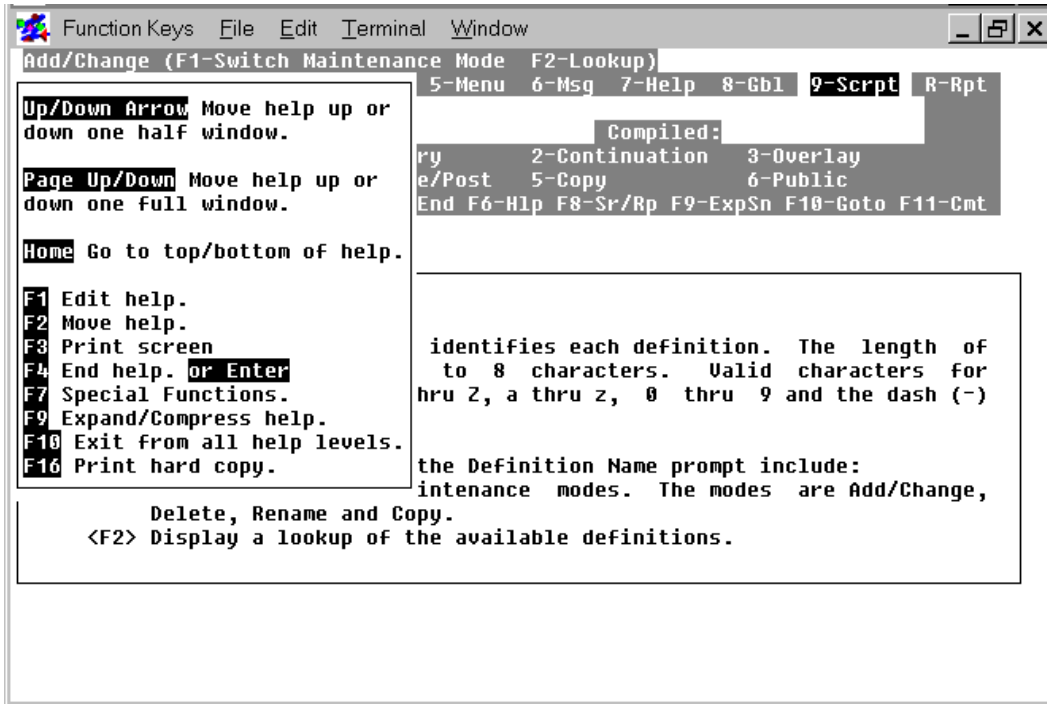 Function Keys File Edit Terminal Window
Add/Change (F1-Switch Maintenance Mode F2-Lookup)
5-Menu 6-Msg 7-Help 8-Gbl 9-Scrpt R-Rpt
Up/Down Arrow Move help up or
down one half window.
Compiled:
ry 2-Continuation 3-Overlay
Page Up/Down Move help up or
e/Post 5-Copy 6-Public
down one full window.
End F6-Hlp F8-Sr/Rp F9-ExpSn F10-Goto F11-Cmt
Home Go to top/bottom of help.
F1 Edit help.
F2 Move help.
F3 Print screen
identifies each definition. The length of
F4 End help. or Enter
to 8 characters. Valid characters for
F7 Special Functions.
hru Z, a thru z, 0 thru 9 and the dash (-)
F9 Expand/Compress help.
F10 Exit from all help levels.
F16 Print hard copy.
the Definition Name prompt include:
intenance modes. The modes are Add/Change,
Delete, Rename and Copy.
<F2> Display a lookup of the available definitions.